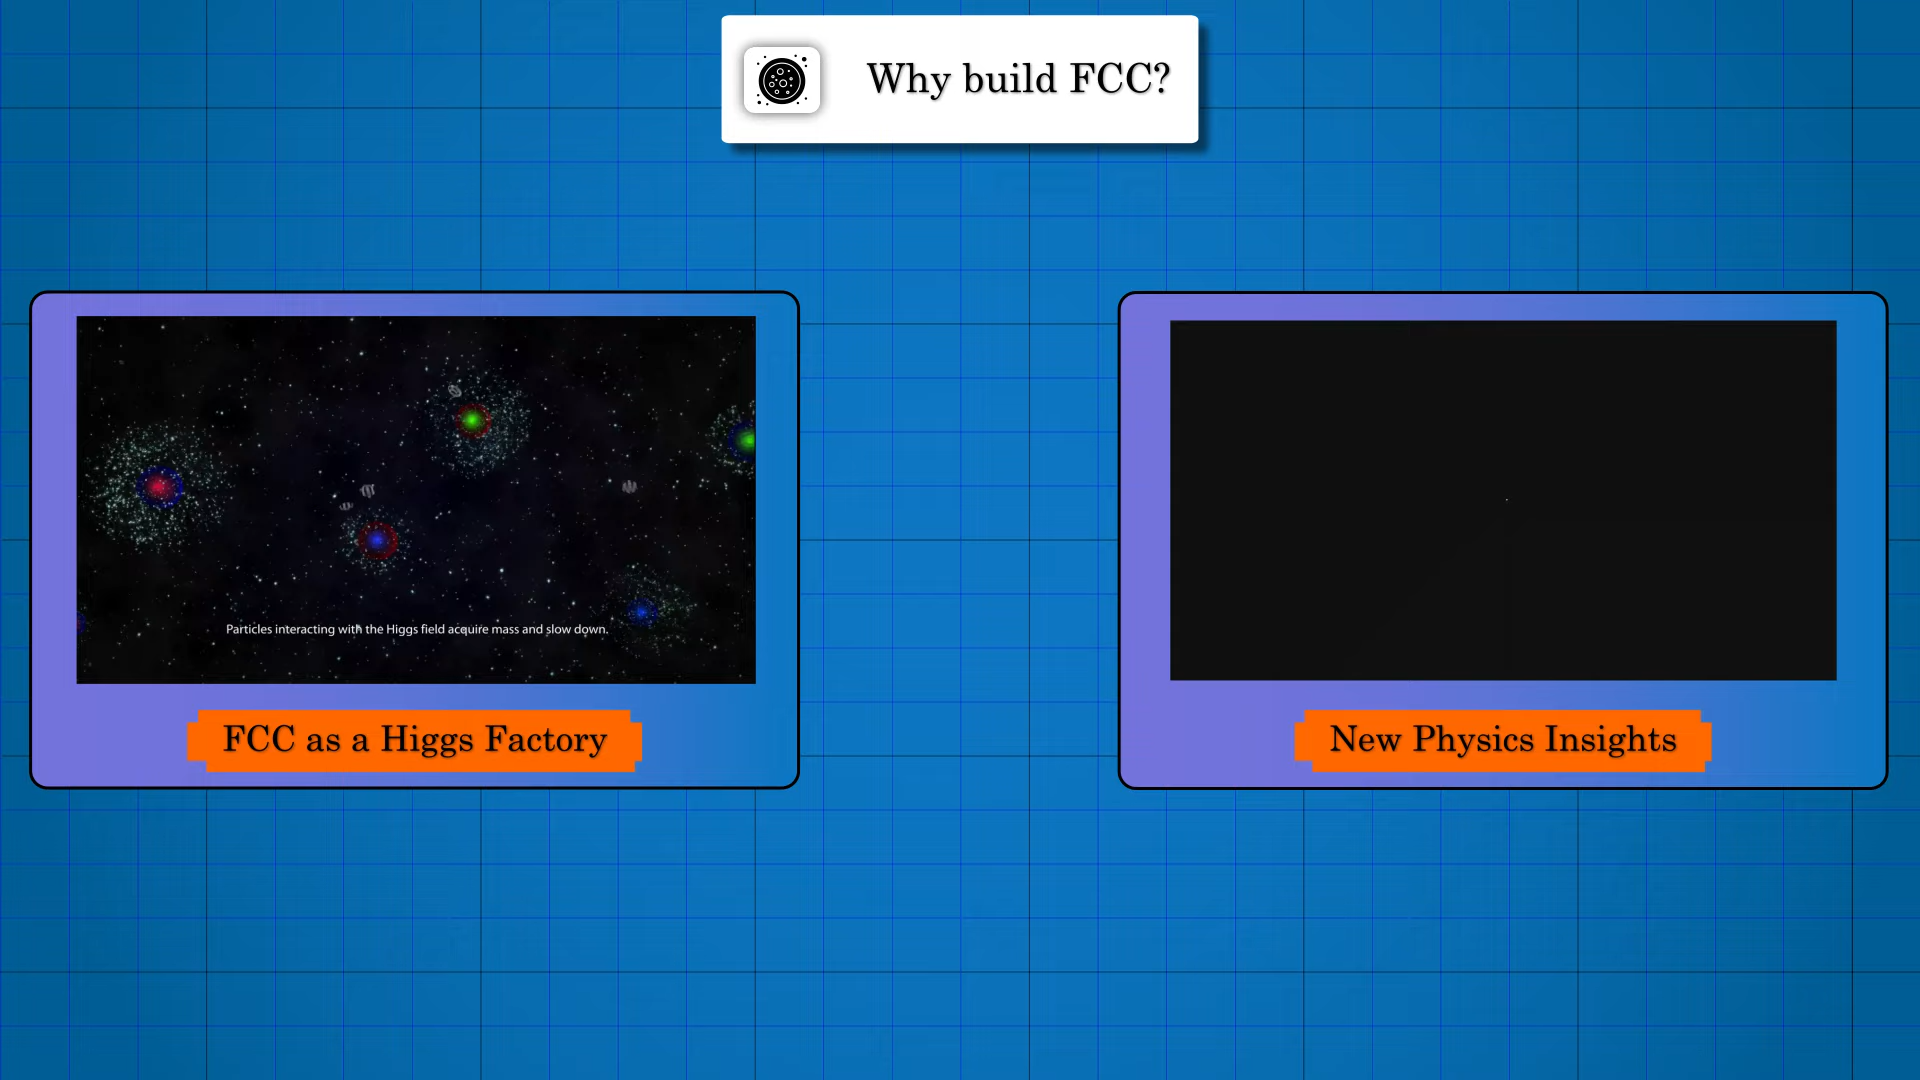 Why build FCC?
Particles interacting with the Higgs field acquire mass and slow down.
FCC as a Higgs Factory
New Physics Insights